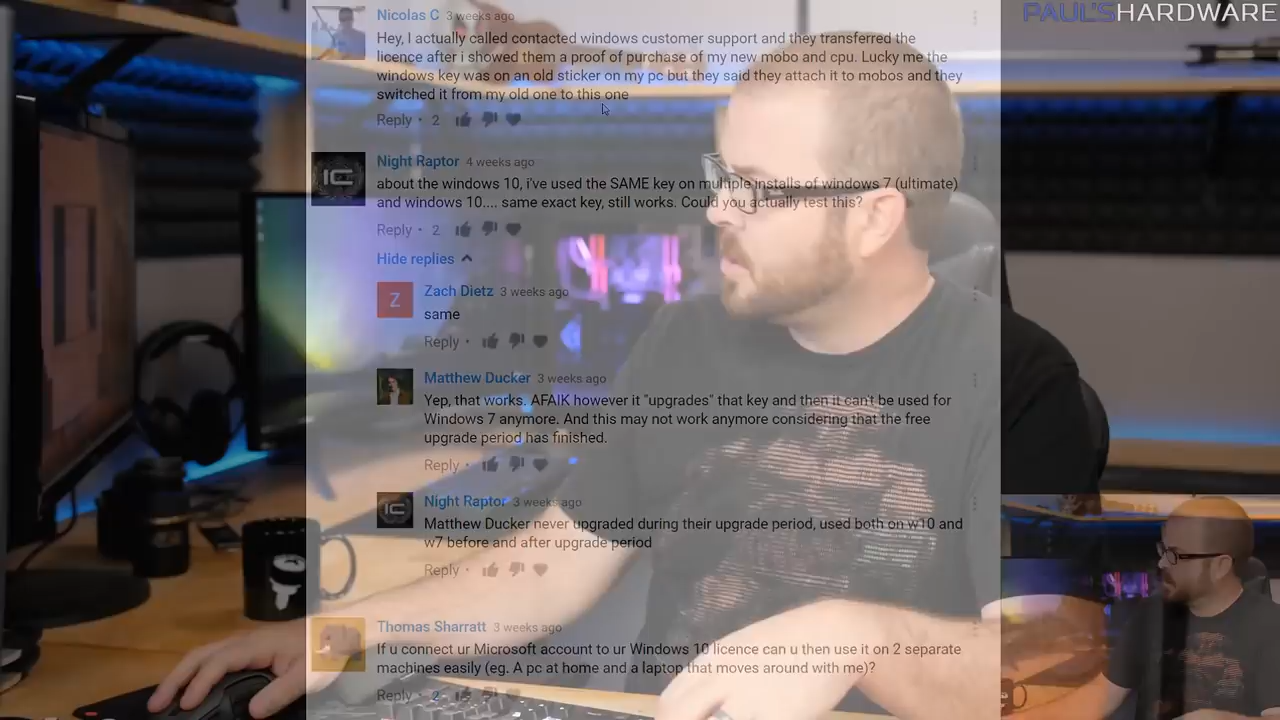 PAUL'SHARDWARE
Nicolas C 3 weeks ago
Hey, I actually called contacted windows customer support and they transferred the
licence after i showed them a proof of purchase of my new mobo and cpu. Lucky me the
windows key was on an old sticker on my pc but they said they attach it to mobos and they
switched it from my old one to this one
Reply • 2
IC
Night Raptor 4 weeks ago
about the windows 10, i've used the SAME key on multiple installs of windows 7 (ultimate)
and windows 10.... same exact key, still works. Could you actually test this?
Reply • 2
Hide replies
Z
Zach Dietz 3 weeks ago
same
Reply •
Matthew Ducker 3 weeks ago
Yep, that works. AFAIK however it "upgrades" that key and then it can't be used for
Windows 7 anymore. And this may not work anymore considering that the free
upgrade period has finished.
Reply •
IC
Night Raptor 3 weeks ago
Matthew Ducker never upgraded during their upgrade period, used both on w10 and
w7 before and after upgrade period
Reply •
Thomas Sharratt 3 weeks ago
If u connect ur Microsoft account to ur Windows 10 licence can u then use it on 2 separate
machines easily (eg. A pc at home and a laptop that moves around with me)?
Reply • 2